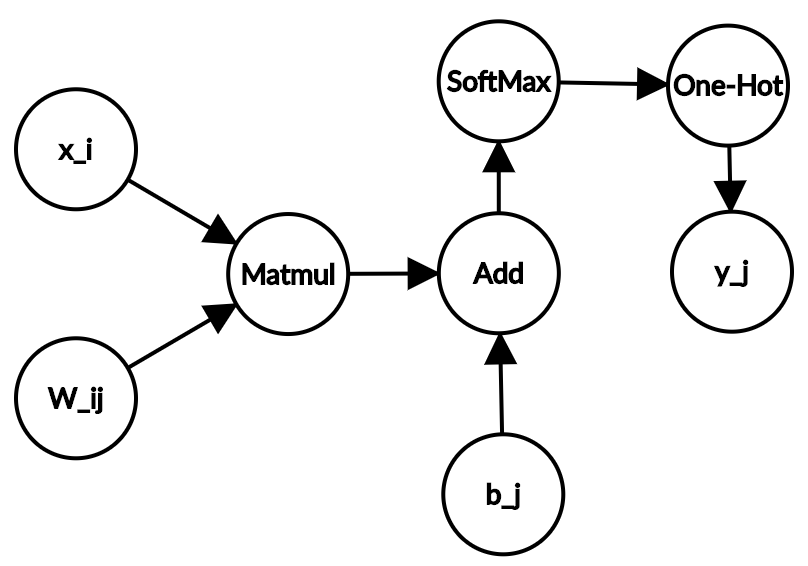 SoftMax
One-Hot
x_i
Matmul
Add
y_j
W_ij
b_j